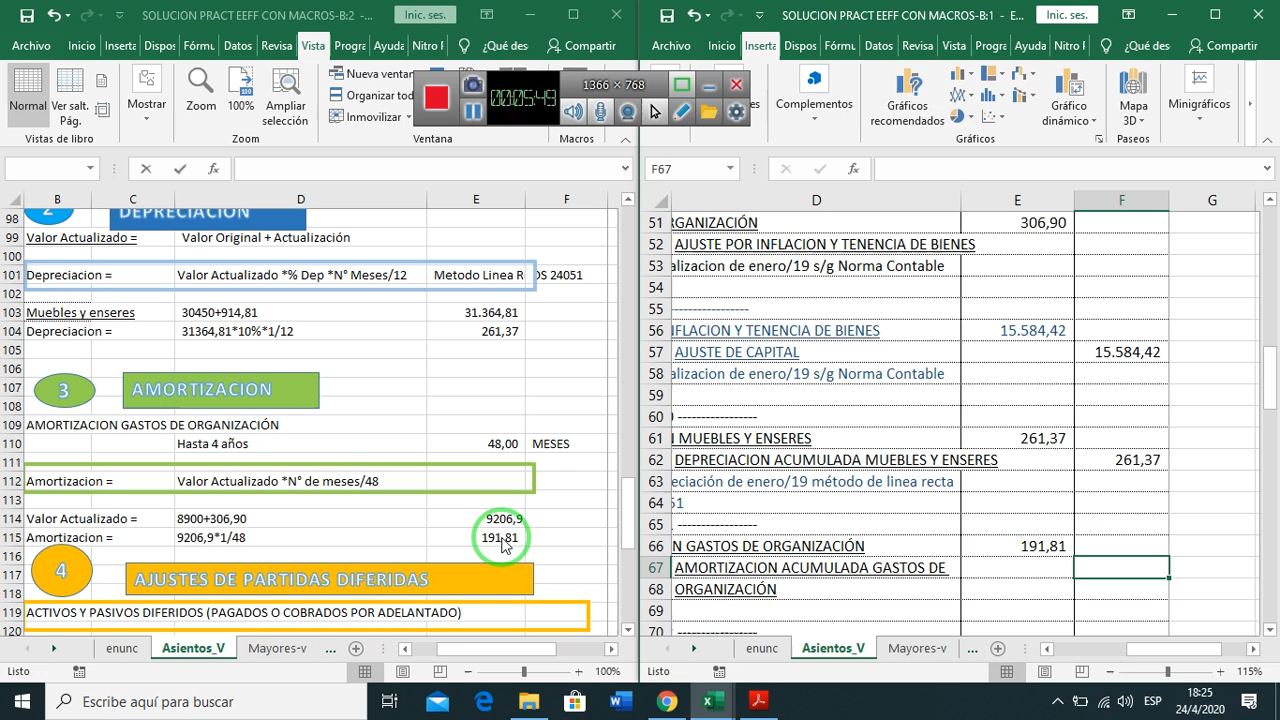 SOLUCION PRACT EEFF CON MACROS-B:2 -...
Inic. ses.
SOLUCION PRACT EEFF CON MACROS-B:1 - E...
Inic. ses.
Archivo Inicio Inserta Dispos Fórmu Datos Revisa Vista Progra Ayuda Nitro P ¿Qué des Compartir
Archivo Inicio Inserta Dispos Fórmu Datos Revisa Vista Progra Ayuda Nitro P ¿Qué des Compartir
Normal
Ver salt. Pág.
Mostrar
Zoom
100%
Ampliar selección
Nueva ventan
Organizar tod
Inmovilizar
Vistas de libro
Zoom
Ventana
Macros
00:05:49
1366 × 768
Complementos
Gráficos recomendados
Gráfico dinámico
Mapa 3D
Minigráficos
Gráficos
Paseos
fx
F67
fx
B C D E F
98 2 DEPRECIACION
99 Valor Actualizado = Valor Original + Actualización
100
101 Depreciacion = Valor Actualizado *% Dep *N° Meses/12 Metodo Linea R OS 24051
102
103 Muebles y enseres 30450+914,81 31.364,81
104 Depreciacion = 31364,81*10%*1/12 261,37
105
106
107 3 AMORTIZACION
108
109 AMORTIZACION GASTOS DE ORGANIZACIÓN
110 Hasta 4 años 48,00 MESES
111
112 Amortizacion = Valor Actualizado *N° de meses/48
113
114 Valor Actualizado = 8900+306,90 9206,9
115 Amortizacion = 9206,9*1/48 191,81
116
117 4 AJUSTES DE PARTIDAS DIFERIDAS
118
119 ACTIVOS Y PASIVOS DIFERIDOS (PAGADOS O COBRADOS POR ADELANTADO)
120
D E F G
51 RGANIZACIÓN 306,90
52 AJUSTE POR INFLACION Y TENENCIA DE BIENES
53 alizacion de enero/19 s/g Norma Contable
54
55 -----------------
56 NFLACION Y TENENCIA DE BIENES 15.584,42
57 AJUSTE DE CAPITAL 15.584,42
58 alizacion de enero/19 s/g Norma Contable
59
60 -----------------
61 N MUEBLES Y ENSERES 261,37
62 DEPRECIACION ACUMULADA MUEBLES Y ENSERES 261,37
63 eciación de enero/19 método de linea recta
64 51
65 -----------------
66 N GASTOS DE ORGANIZACIÓN 191,81
67 AMORTIZACION ACUMULADA GASTOS DE
68 ORGANIZACIÓN
69
70 -----------------
enunc Asientos_V Mayores-v ...
enunc Asientos_V Mayores-v ...
Listo 100%
Listo 115%
Escribe aquí para buscar
ESP
18:25
24/4/2020